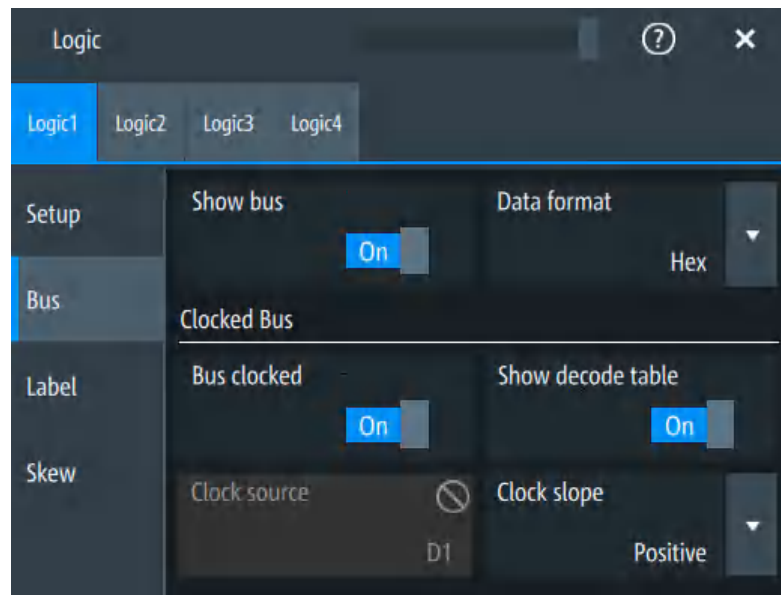 Logic
?
Logic1 Logic2 Logic3 Logic4
Setup
Bus
Label
Skew
Show bus
On
Data format
Hex
Clocked Bus
Bus clocked
On
Show decode table
On
Clock source
D1
Clock slope
Positive